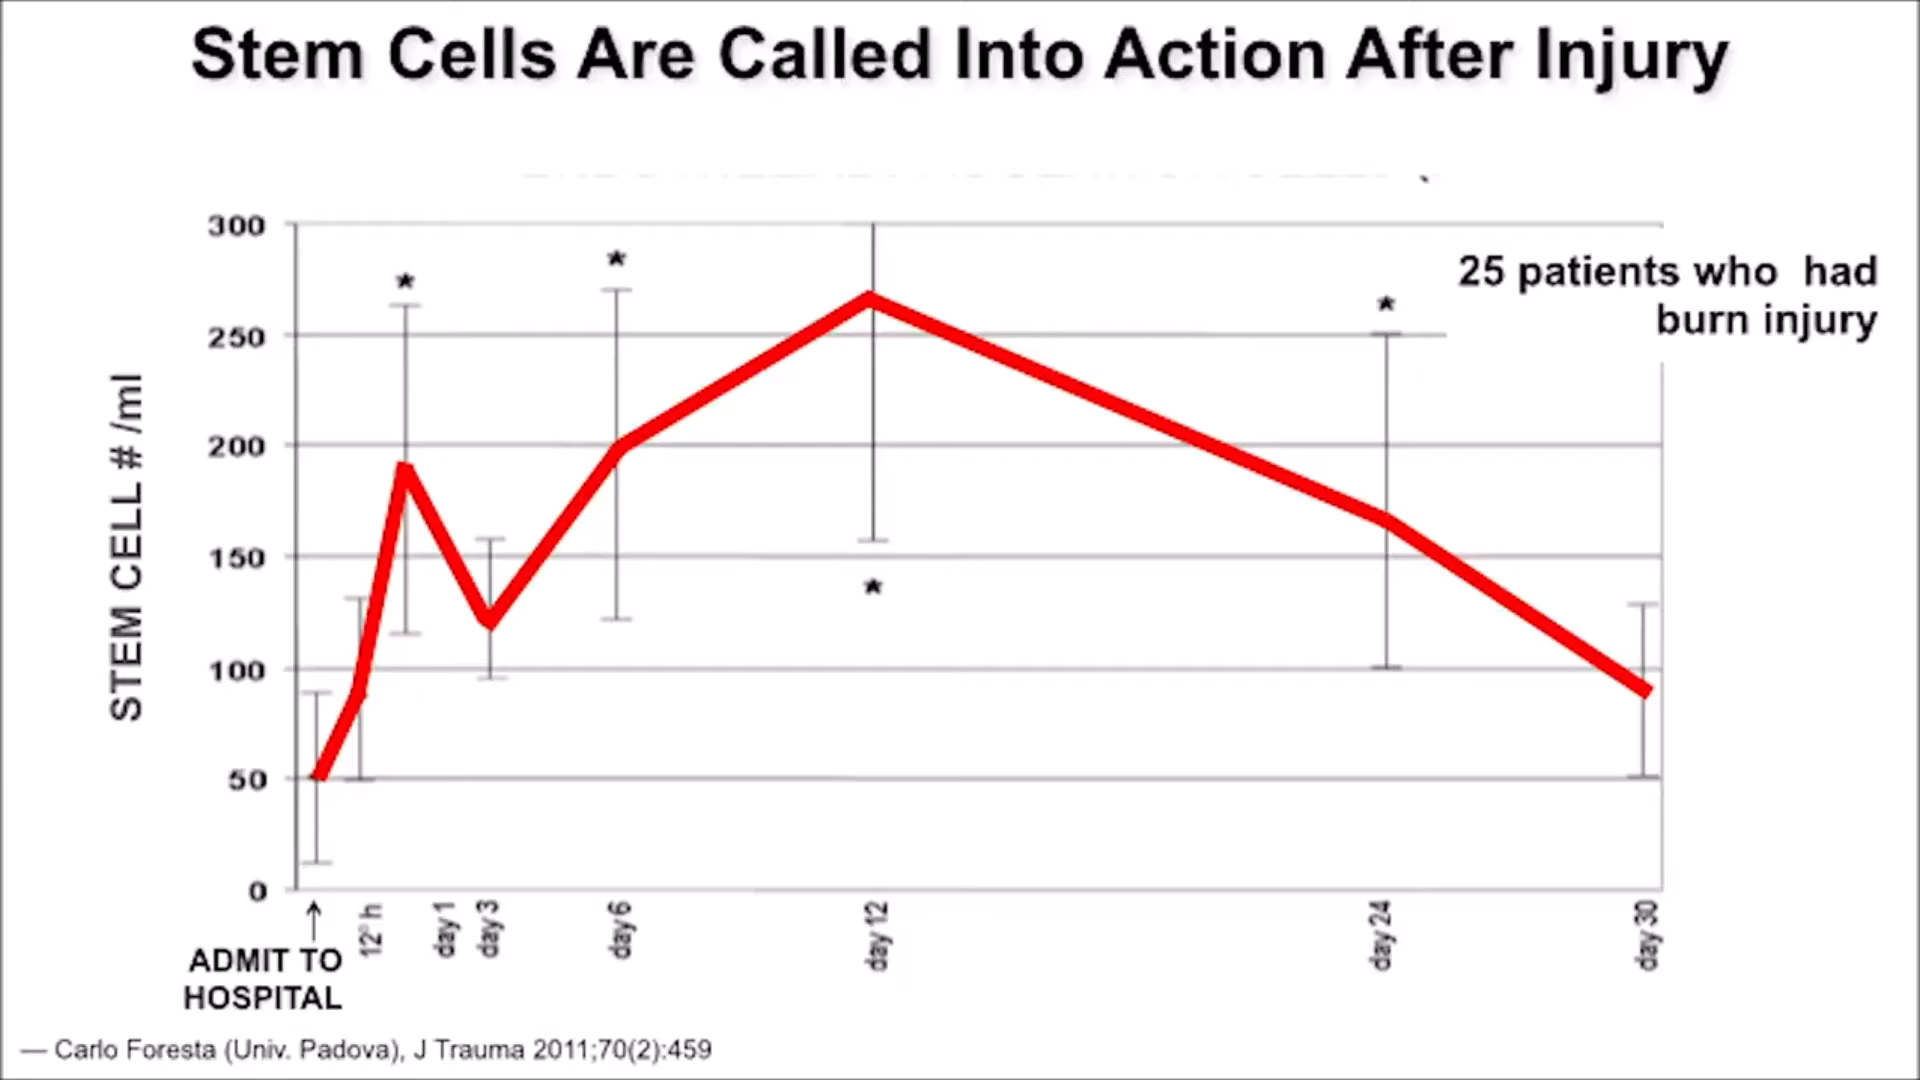 Stem Cells Are Called Into Action After Injury
25 patients who had
burn injury
STEM CELL # /ml
300
250
200
150
100
50
0
*
*
*
*
12° h
day 1
day 3
day 6
day 12
day 24
day 30
↑
ADMIT TO
HOSPITAL
— Carlo Foresta (Univ. Padova), J Trauma 2011;70(2):459